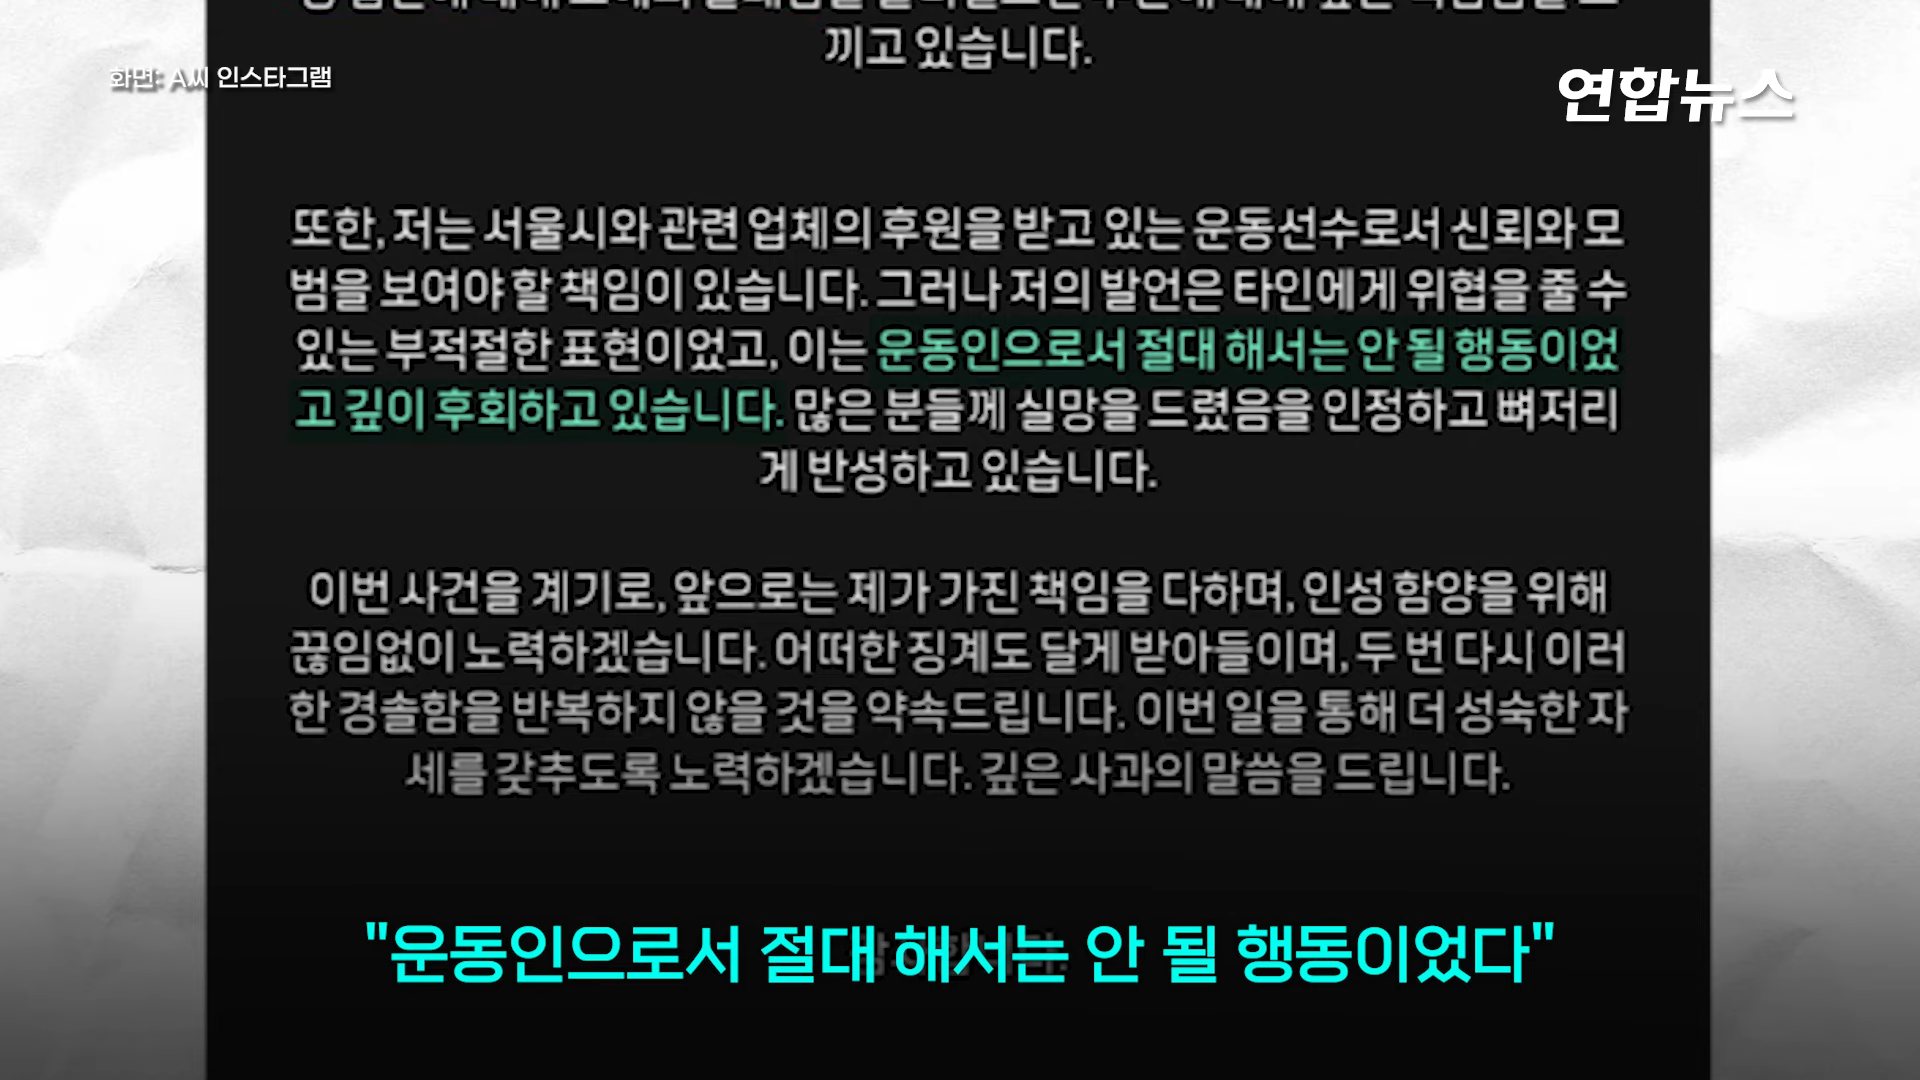 끼고 있습니다.
화면: A씨 인스타그램
연합뉴스
또한, 저는 서울시와 관련 업체의 후원을 받고 있는 운동선수로서 신뢰와 모
범을 보여야 할 책임이 있습니다. 그러나 저의 발언은 타인에게 위협을 줄 수
있는 부적절한 표현이었고, 이는 운동인으로서 절대 해서는 안 될 행동이었
고 깊이 후회하고 있습니다. 많은 분들께 실망을 드렸음을 인정하고 뼈저리
게 반성하고 있습니다.
이번 사건을 계기로, 앞으로는 제가 가진 책임을 다하며, 인성 함양을 위해
끊임없이 노력하겠습니다. 어떠한 징계도 달게 받아들이며, 두 번 다시 이러
한 경솔함을 반복하지 않을 것을 약속드립니다. 이번 일을 통해 더 성숙한 자
세를 갖추도록 노력하겠습니다. 깊은 사과의 말씀을 드립니다.
"운동인으로서 절대 해서는 안 될 행동이었다"